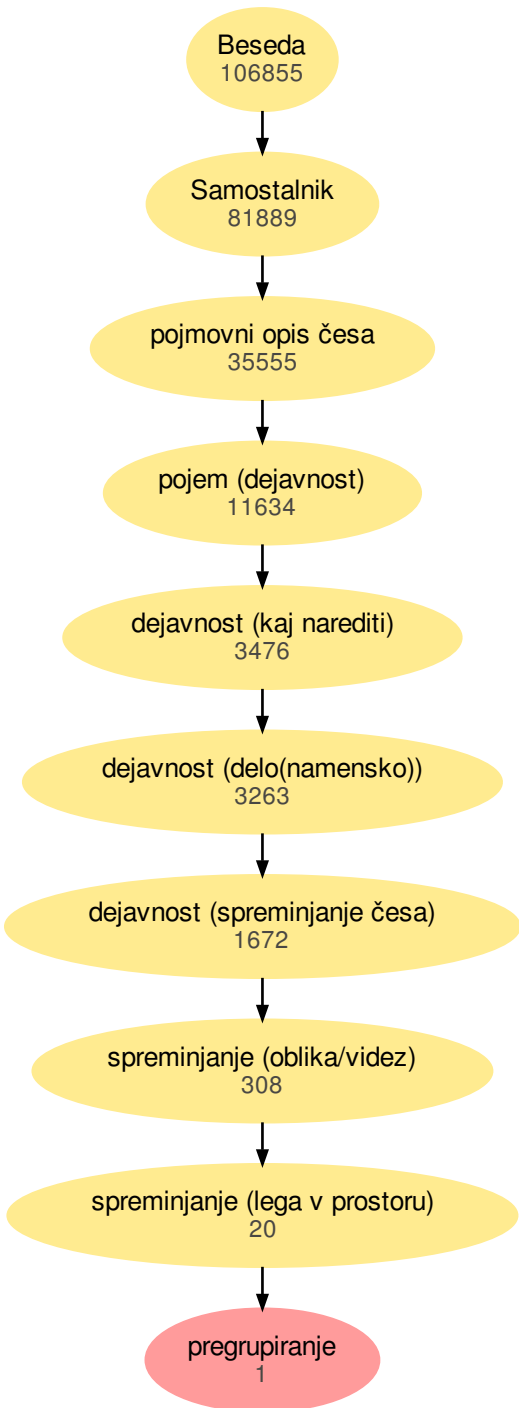 Beseda
106855
Samostalnik
81889
pojmovni opis česa
35555
pojem (dejavnost)
11634
dejavnost (kaj narediti)
3476
dejavnost (delo(namensko))
3263
dejavnost (spreminjanje česa)
1672
spreminjanje (oblika/videz)
308
spreminjanje (lega v prostoru)
20
pregrupiranje
1